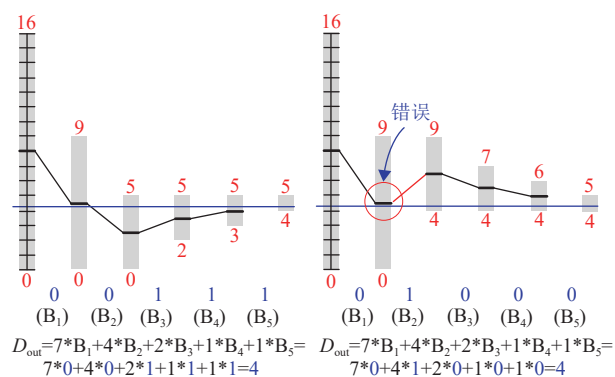 16
9
5
5
5
5
4
3
2
0
0
0
0
0
1
1
1
(B₁)
(B₂)
(B₃)
(B₄)
(B₅)
Dout=7*B₁+4*B₂+2*B₃+1*B₄+1*B₅=
7*0+4*0+2*1+1*1+1*1=4
16
错误
9
9
7
6
5
4
4
4
4
0
0
0
1
0
0
0
(B₁)
(B₂)
(B₃)
(B₄)
(B₅)
Dout=7*B₁+4*B₂+2*B₃+1*B₄+1*B₅=
7*0+4*1+2*0+1*0+1*0=4